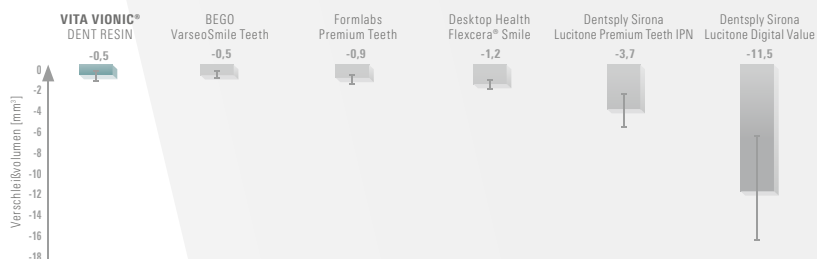 VITA VIONIC®
DENT RESIN
-0,5
BEGO
VarseoSmile Teeth
-0,5
Formlabs
Premium Teeth
-0,9
Desktop Health
Flexcera® Smile
-1,2
Dentsply Sirona
Lucitone Premium Teeth IPN
-3,7
Dentsply Sirona
Lucitone Digital Value
-11,5
Verschleißvolumen [mm³]
0
-2
-4
-6
-8
-10
-12
-14
-16
-18